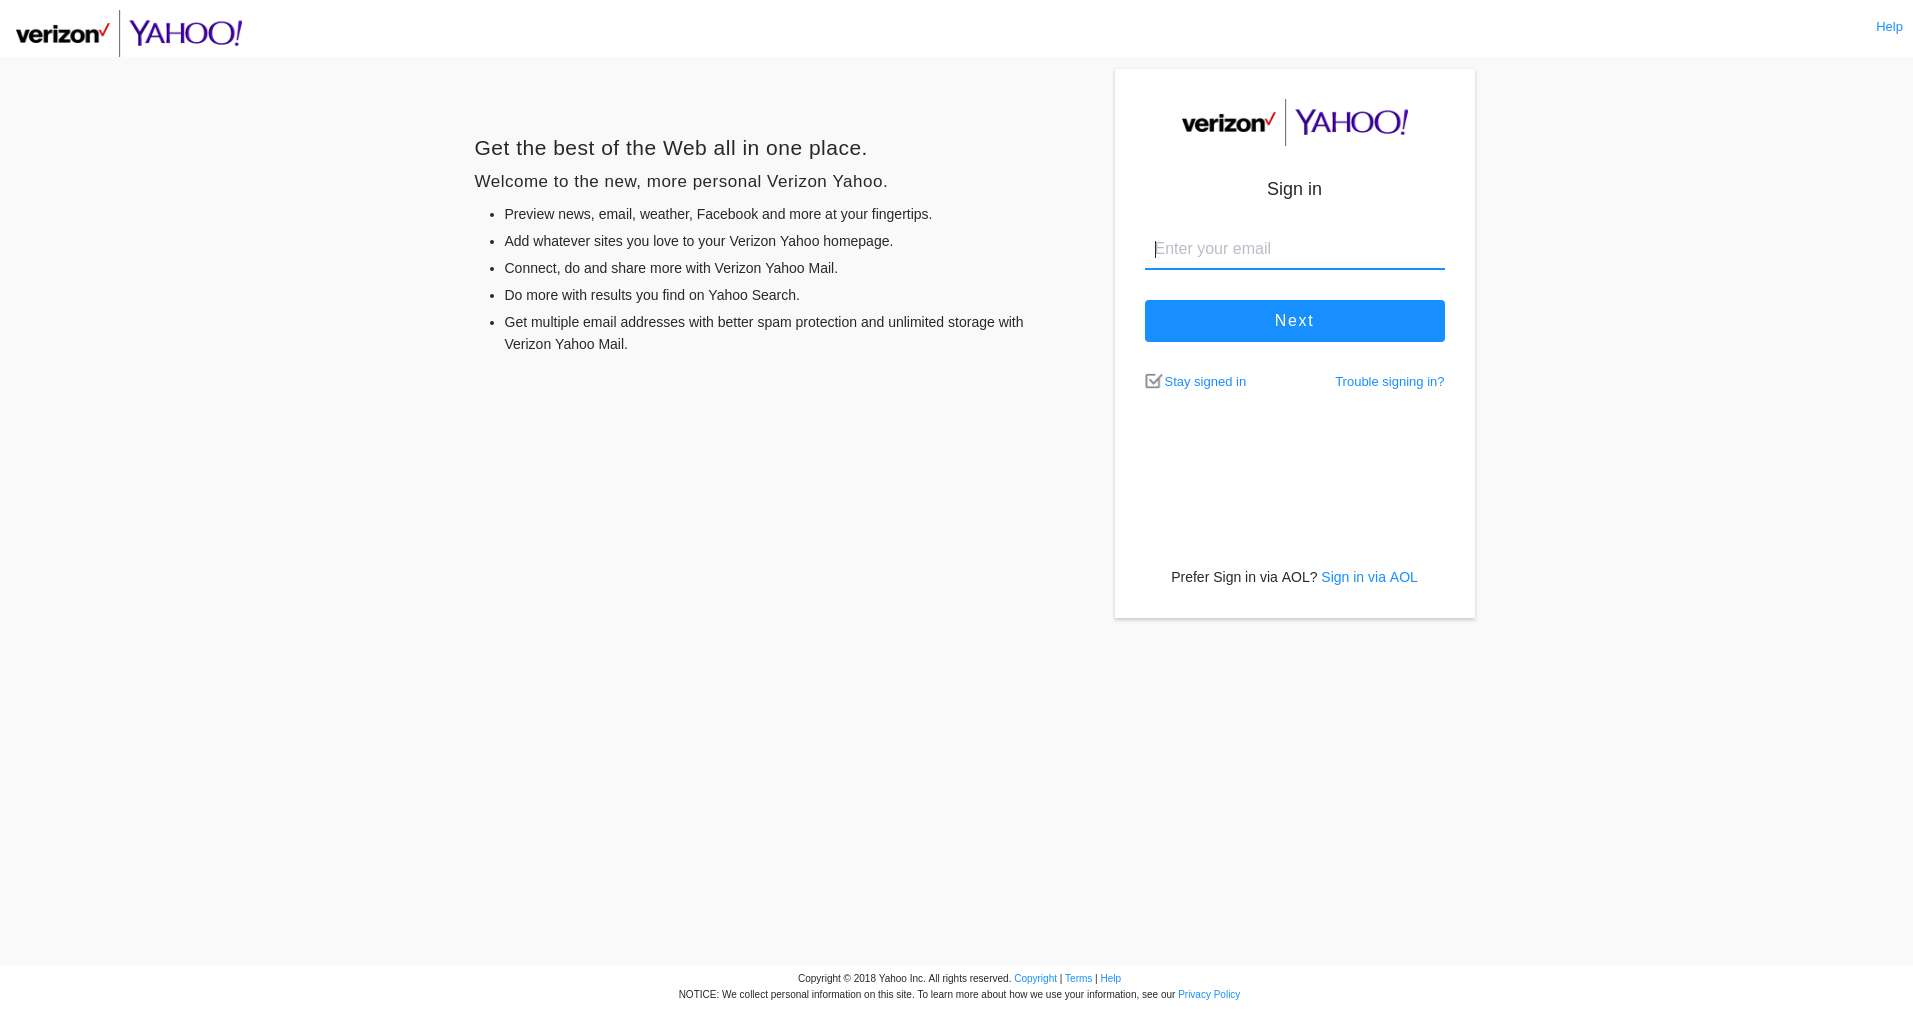 verizon YAHOO!
Help
verizon YAHOO!
Sign in
Enter your email
Next
Stay signed in
Trouble signing in?
Prefer Sign in via AOL? Sign in via AOL
Get the best of the Web all in one place.
Welcome to the new, more personal Verizon Yahoo.
• Preview news, email, weather, Facebook and more at your fingertips.
• Add whatever sites you love to your Verizon Yahoo homepage.
• Connect, do and share more with Verizon Yahoo Mail.
• Do more with results you find on Yahoo Search.
• Get multiple email addresses with better spam protection and unlimited storage with
Verizon Yahoo Mail.
Copyright © 2018 Yahoo Inc. All rights reserved. Copyright | Terms | Help
NOTICE: We collect personal information on this site. To learn more about how we use your information, see our Privacy Policy